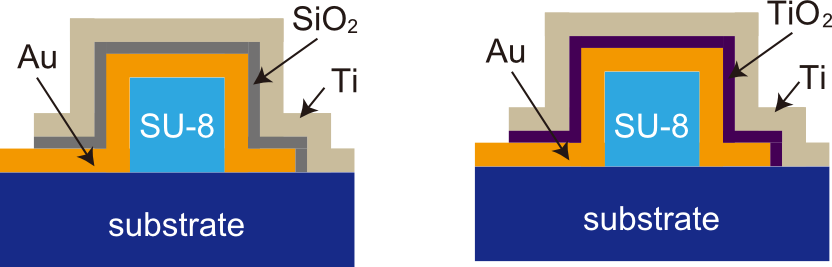 SiO₂
Au
Ti
SU-8
substrate
TiO₂
Au
Ti
SU-8
substrate